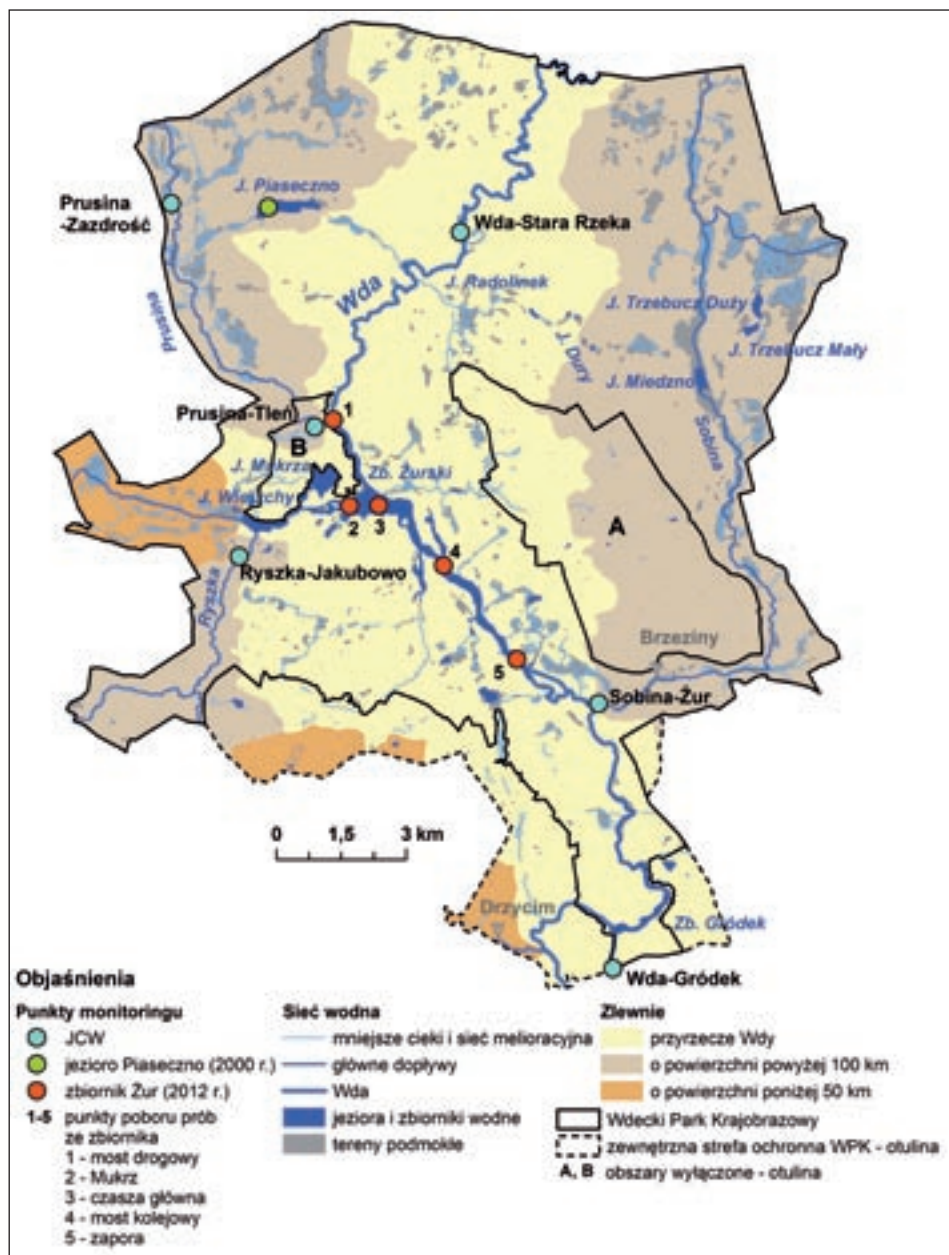 J. Piaseczno
Prusina
-Zazdrość
Wda-Stara Rzeka
Wda
J. Radolinek
J. Trzebucz Duży
Prusina
J. Dury
J. Trzebucz Mały
J. Miedzno
Prusina-Tleń
1
Sobina
B
J. Mukrza
Zb. Żurski
J. Wierzchy
2
3
A
4
Ryszka-Jakubowo
Ryszka
Brzeziny
5
Sobina-Żur
0
1,5
3 km
Drzycim
Zb. Gródek
Wda-Gródek
Objaśnienia
Punkty monitoringu
JCW
jezioro Piaseczno (2000 r.)
zbiornik Żur (2012 r.)
1-5 punkty poboru prób
ze zbiornika
1 - most drogowy
2 - Mukrz
3 - czasza główna
4 - most kolejowy
5 - zapora
Sieć wodna
mniejsze cieki i sieć melioracyjna
główne dopływy
Wda
jeziora i zbiorniki wodne
tereny podmokłe
Zlewnie
przyrzecze Wdy
o powierzchni powyżej 100 km
o powierzchni poniżej 50 km
Wdecki Park Krajobrazowy
zewnętrzna strefa ochronna WPK - otulina
A, B obszary wyłączone - otulina